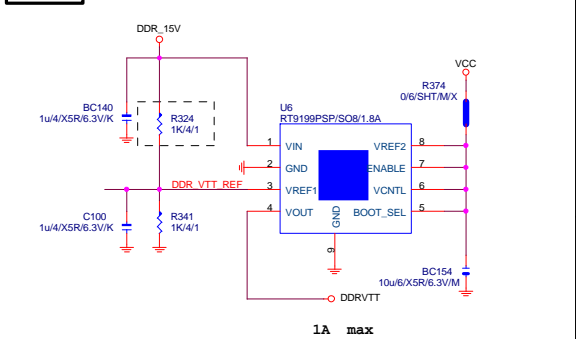 DDR_15V
VCC
R374
0/6/SHT/M/X
BC140
1u/4/X5R/6.3V/K
R324
1K/4/1
U6
RT9199PSP/SO8/1.8A
1 VIN VREF2 8
2 GND ENABLE 7
DDR_VTT_REF 3 VREF1 VCNTL 6
4 VOUT BOOT_SEL 5
GND
9
C100
1u/4/X5R/6.3V/K
R341
1K/4/1
BC154
10u/6/X5R/6.3V/M
DDRVTT
1A max